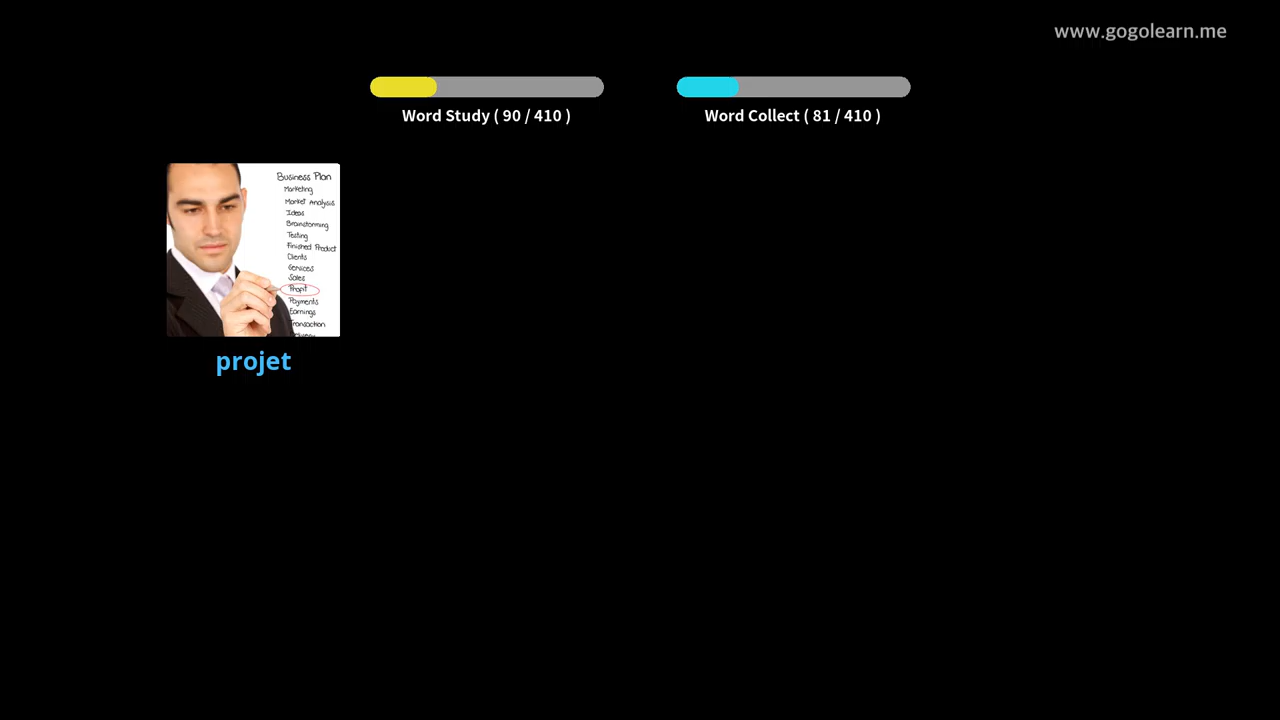 www.gogolearn.me
Word Study ( 90 / 410 )
Word Collect ( 81 / 410 )
Business Plan
Marketing
Market Analysis
Ideas
Brainstorming
Testing
Finished Product
Clients
Services
Sales
Profit
Payments
Earnings
Transaction
projet